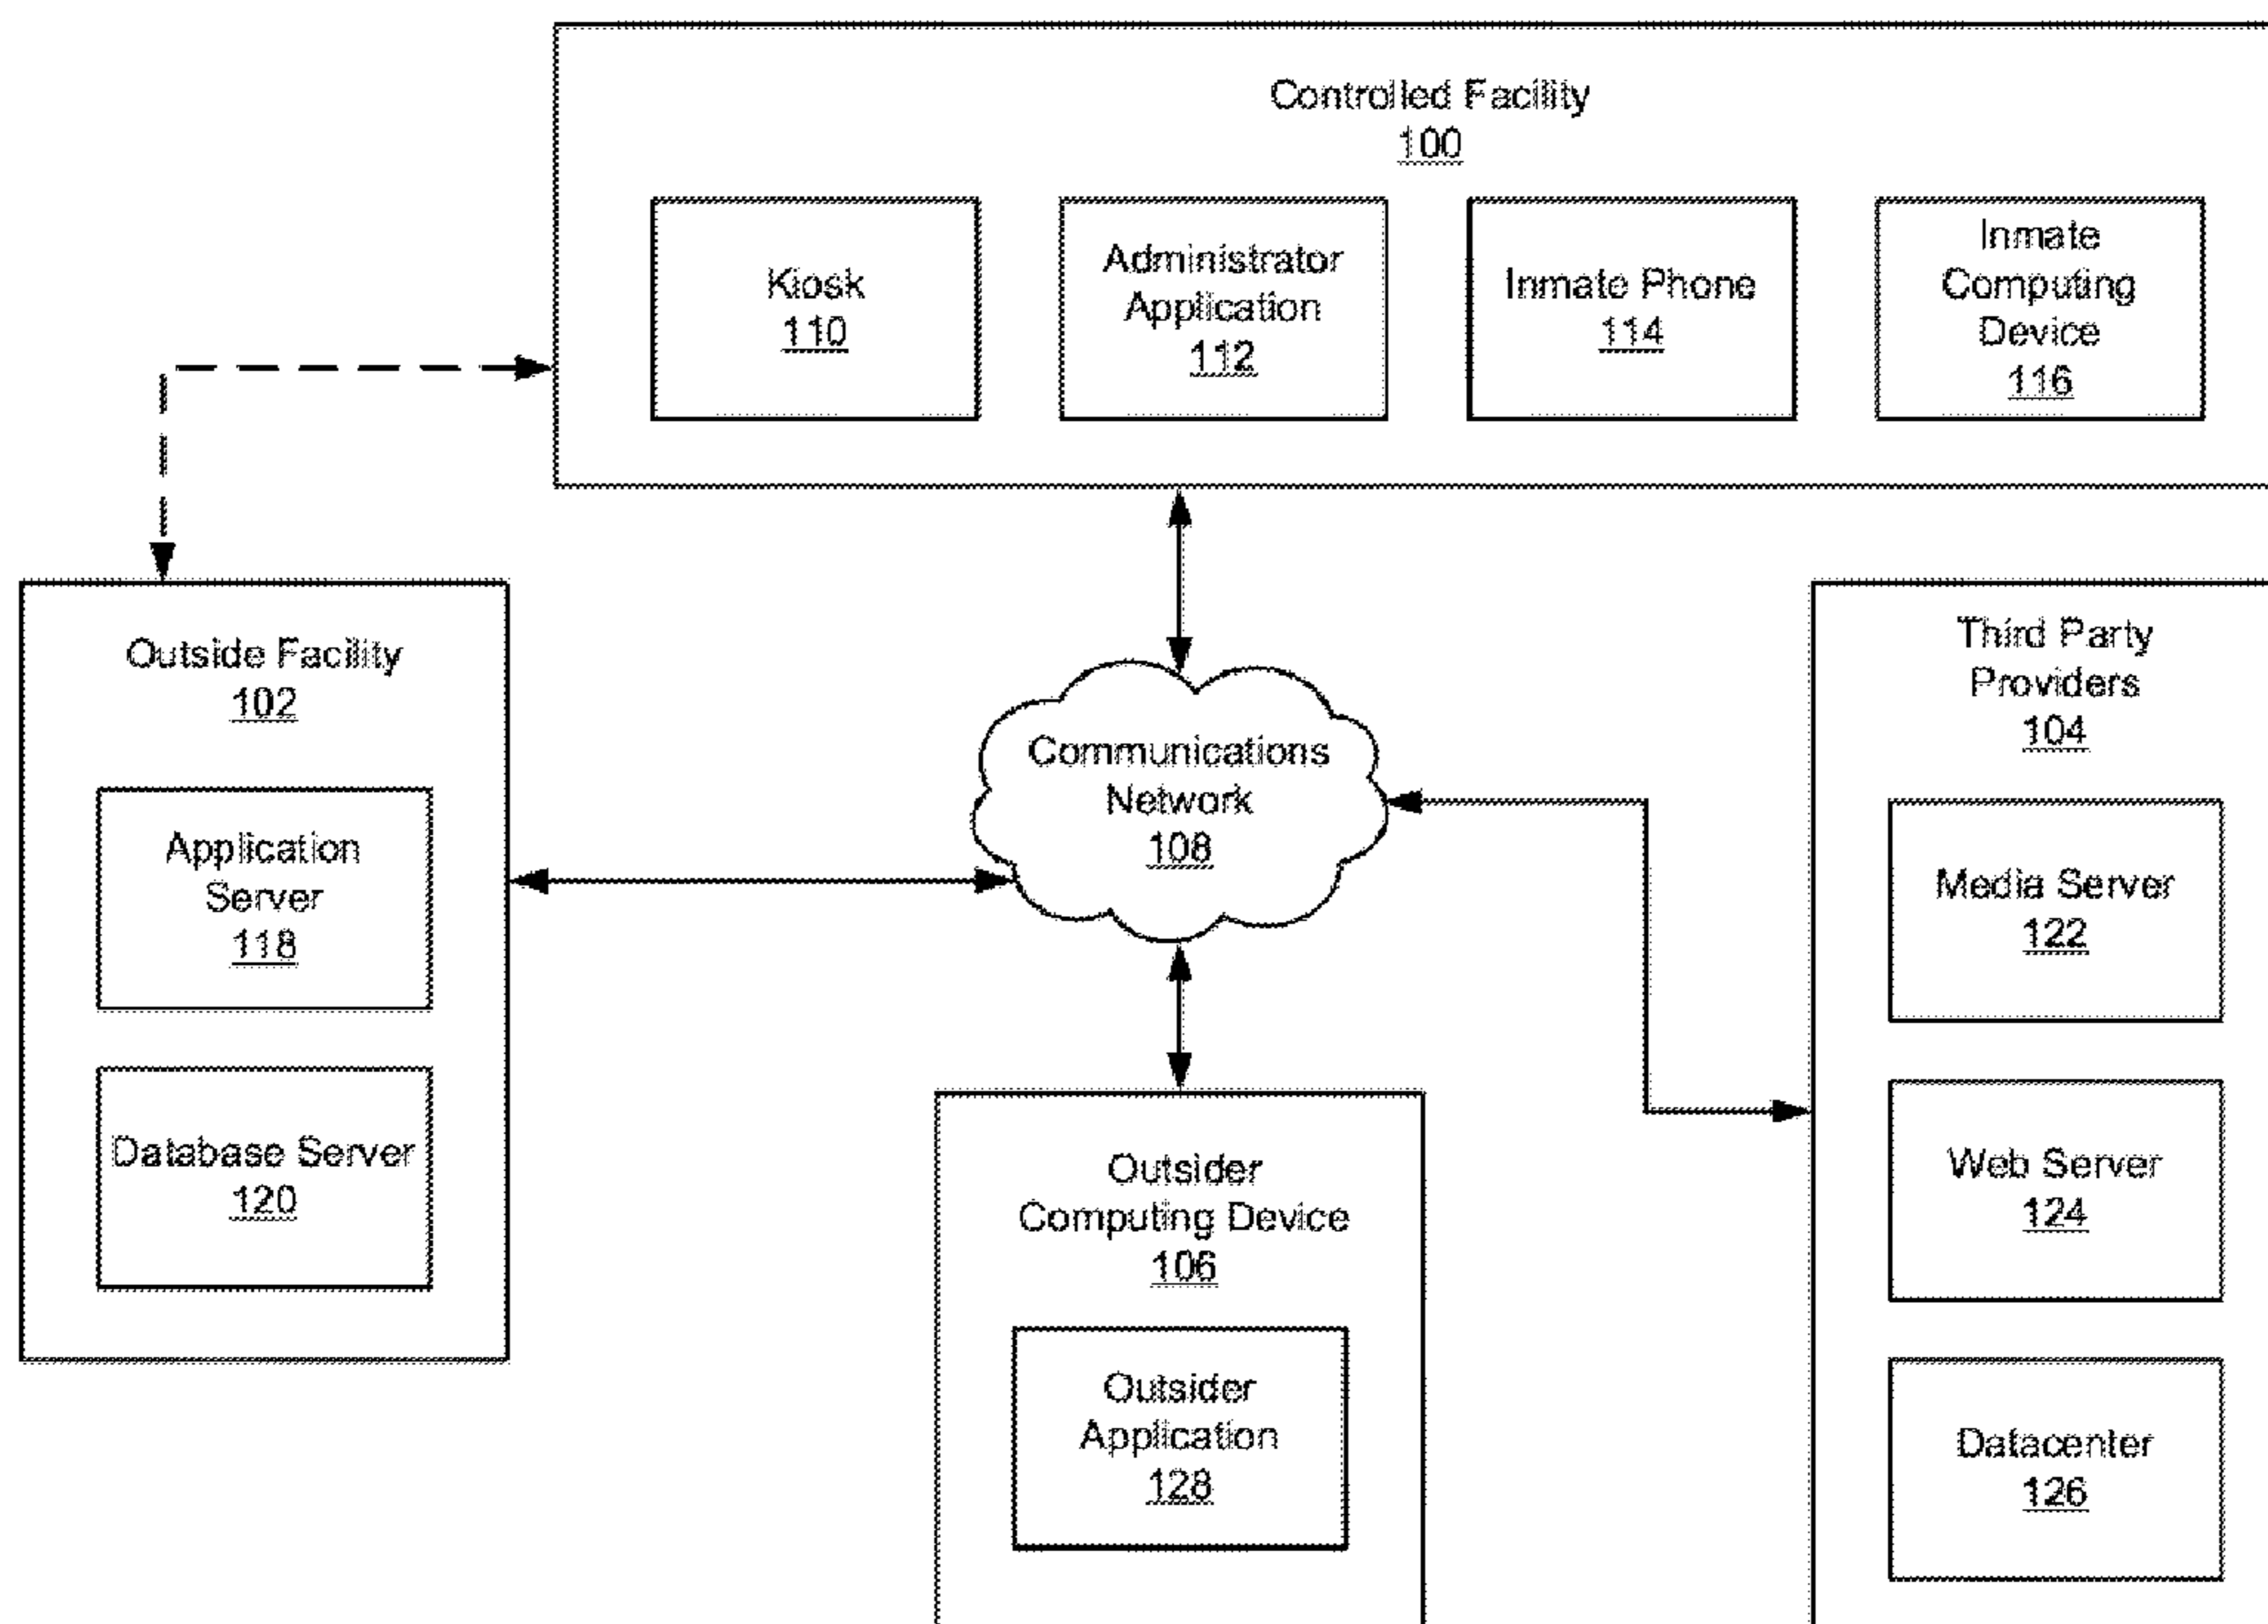 Controlled Facility
100
Kiosk
110
Administrator
Application
112
Inmate Phone
114
Inmate
Computing
Device
116
Outside Facility
102
Application
Server
118
Database Server
120
Communications
Network
108
Outsider
Computing Device
106
Outsider
Application
128
Third Party
Providers
104
Media Server
122
Web Server
124
Datacenter
126